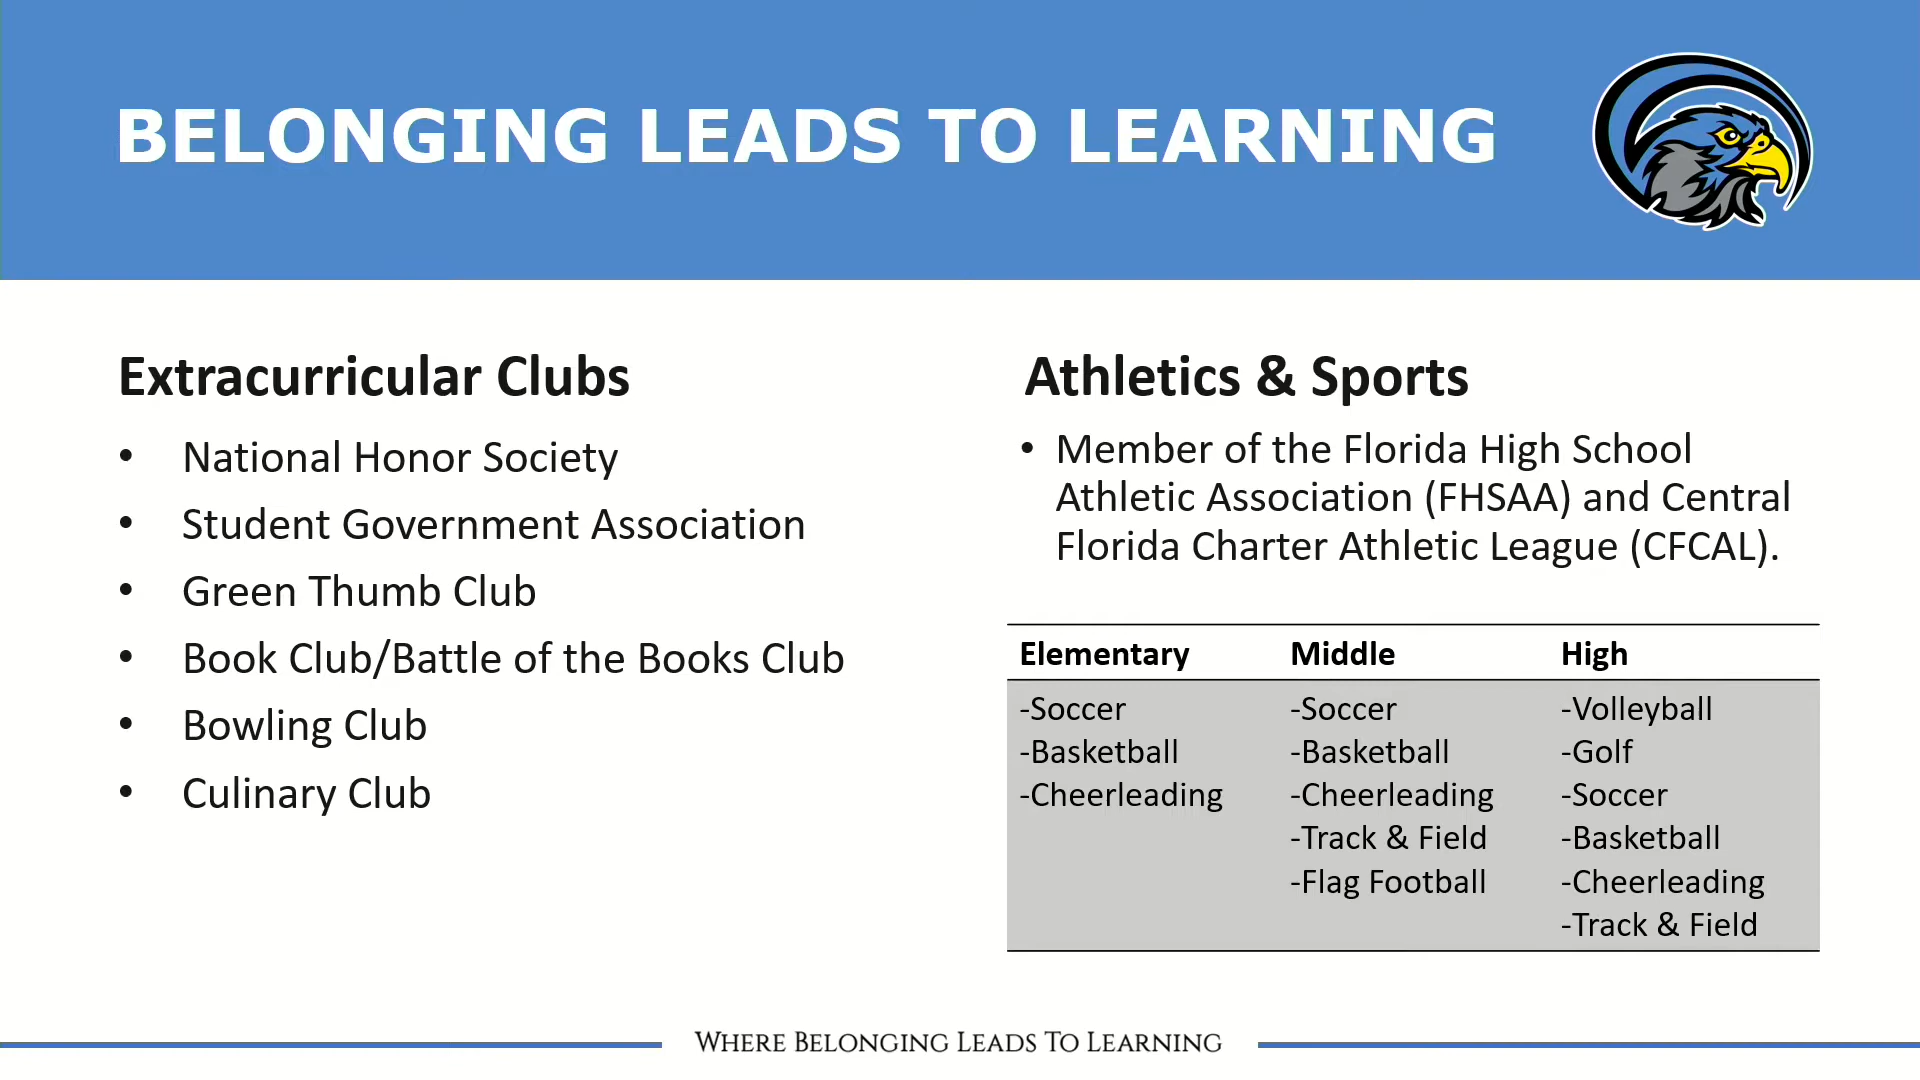 BELONGING LEADS TO LEARNING
Extracurricular Clubs
• National Honor Society
• Student Government Association
• Green Thumb Club
• Book Club/Battle of the Books Club
• Bowling Club
• Culinary Club
Athletics & Sports
• Member of the Florida High School
Athletic Association (FHSAA) and Central
Florida Charter Athletic League (CFCAL).
Elementary Middle High
-Soccer -Soccer -Volleyball
-Basketball -Basketball -Golf
-Cheerleading -Cheerleading -Soccer
-Track & Field -Basketball
-Flag Football -Cheerleading
-Track & Field
Where Belonging Leads To Learning